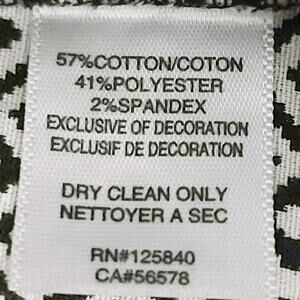 57%COTTON/COTON
41%POLYESTER
2%SPANDEX
EXCLUSIVE OF DECORATION
EXCLUSIF DE DECORATION
DRY CLEAN ONLY
NETTOYER A SEC
RN#125840
CA#56578